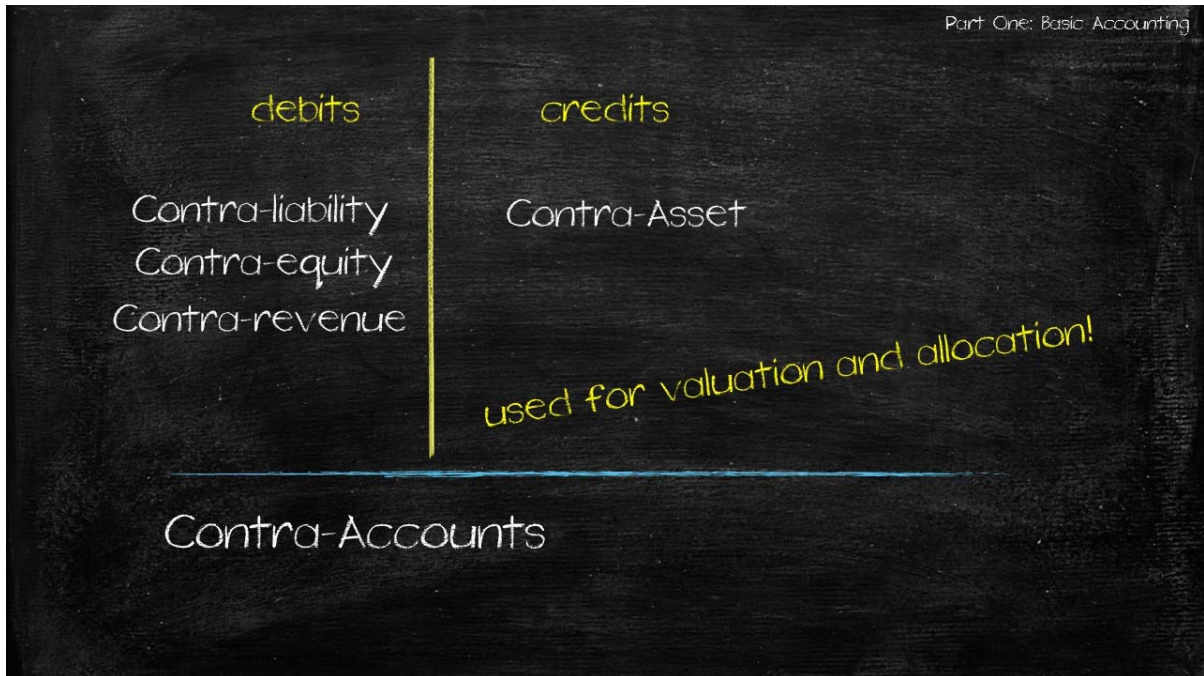 Part One: Basic Accounting
debits
credits
Contra-liability
Contra-equity
Contra-revenue
Contra-Asset
used for valuation and allocation!
Contra-Accounts